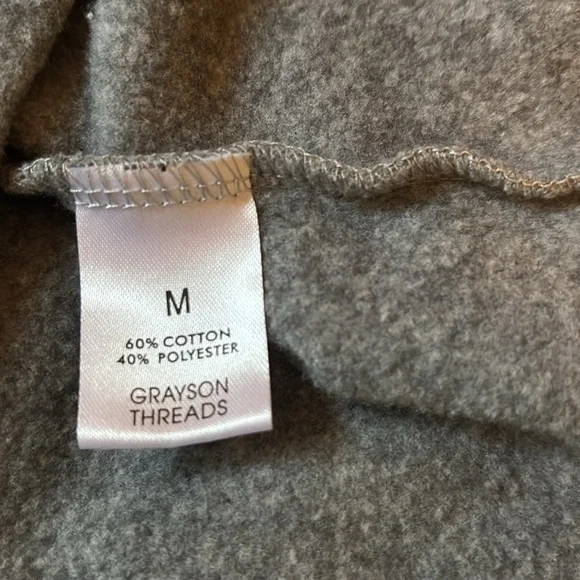 M
60% COTTON
40% POLYESTER
GRAYSON
THREADS